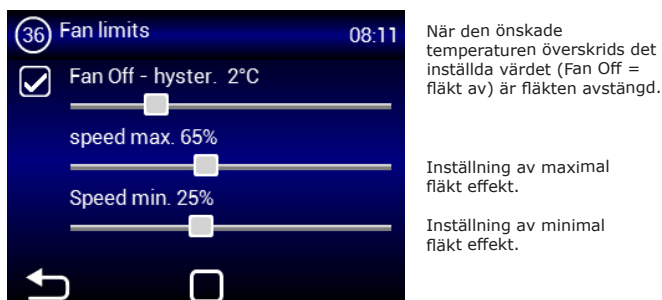 36 Fan limits 08:11
Fan Off - hyster. 2°C
speed max. 65%
Speed min. 25%
När den önskade
temperaturen överskrids det
inställda värdet (Fan Off =
fläkt av) är fläkten avstängd.
Inställning av maximal
fläkt effekt.
Inställning av minimal
fläkt effekt.